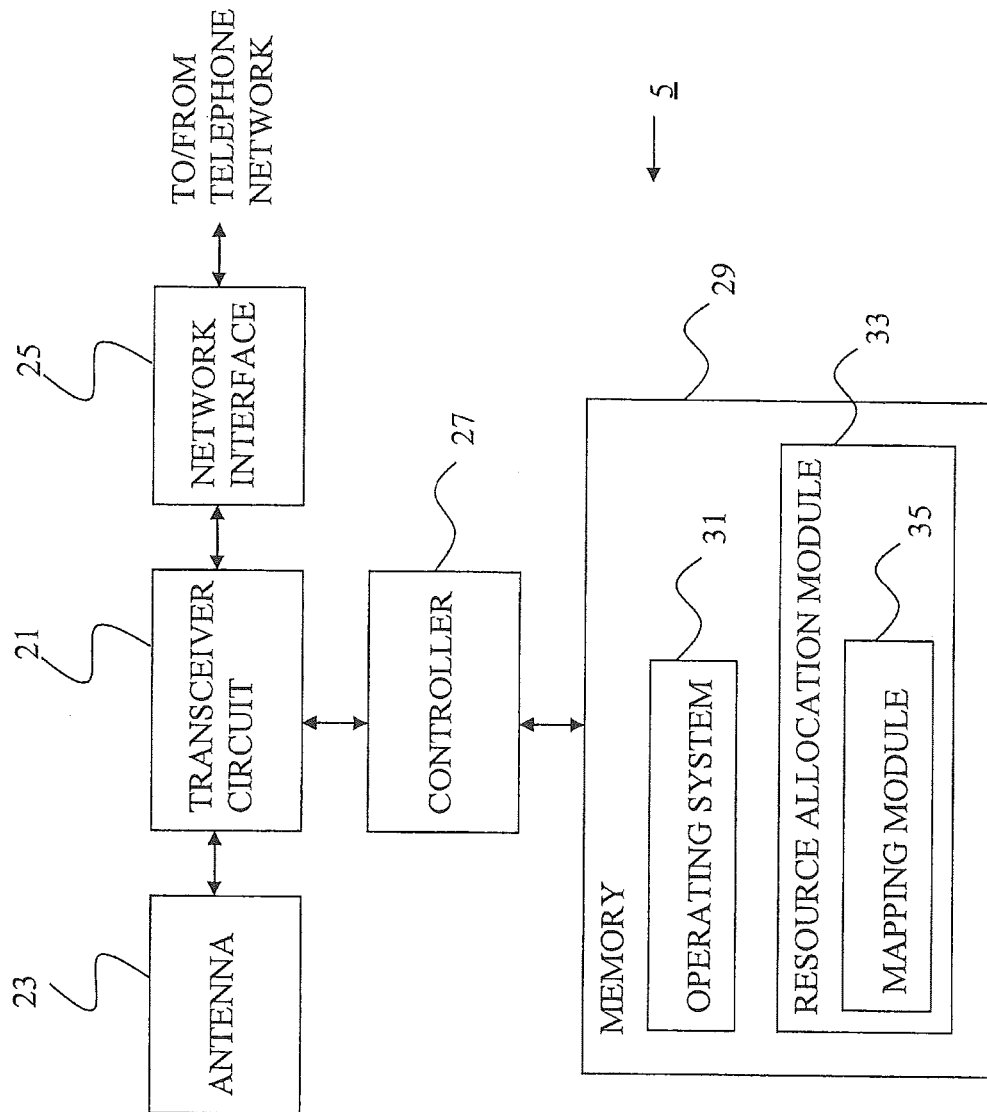 23
ANTENNA
21
TRANSCEIVER
CIRCUIT
25
NETWORK
INTERFACE
TO/FROM
TELEPHONE
NETWORK
CONTROLLER
27
5
MEMORY
29
OPERATING SYSTEM
31
RESOURCE ALLOCATION MODULE
33
MAPPING MODULE
35